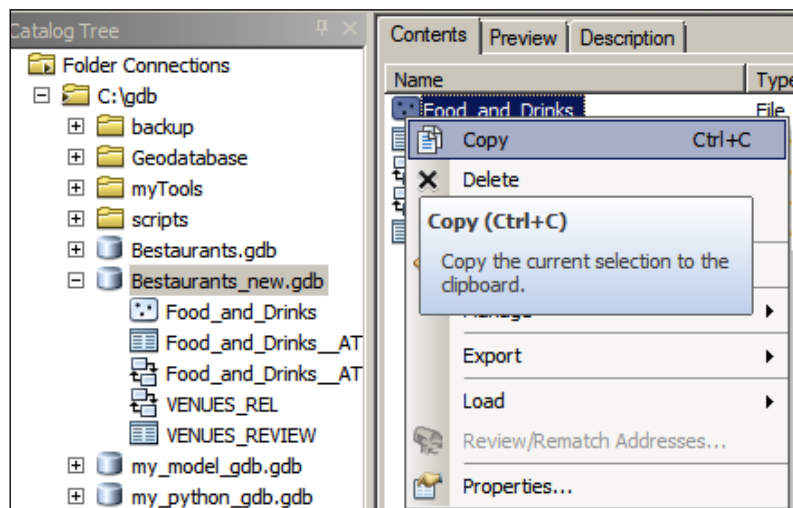 Catalog Tree
Folder Connections
C:\gdb
backup
Geodatabase
myTools
scripts
Bestaurants.gdb
Bestaurants_new.gdb
Food_and_Drinks
Food_and_Drinks__AT
Food_and_Drinks__AT
VENUES_REL
VENUES_REVIEW
my_model_gdb.gdb
my_python_gdb.gdb
Contents Preview Description
Name Type
Food_and_Drinks File
Copy Ctrl+C
Delete
Copy (Ctrl+C)
Copy the current selection to the
clipboard.
Manage
Export
Load
Review/Rematch Addresses...
Properties...